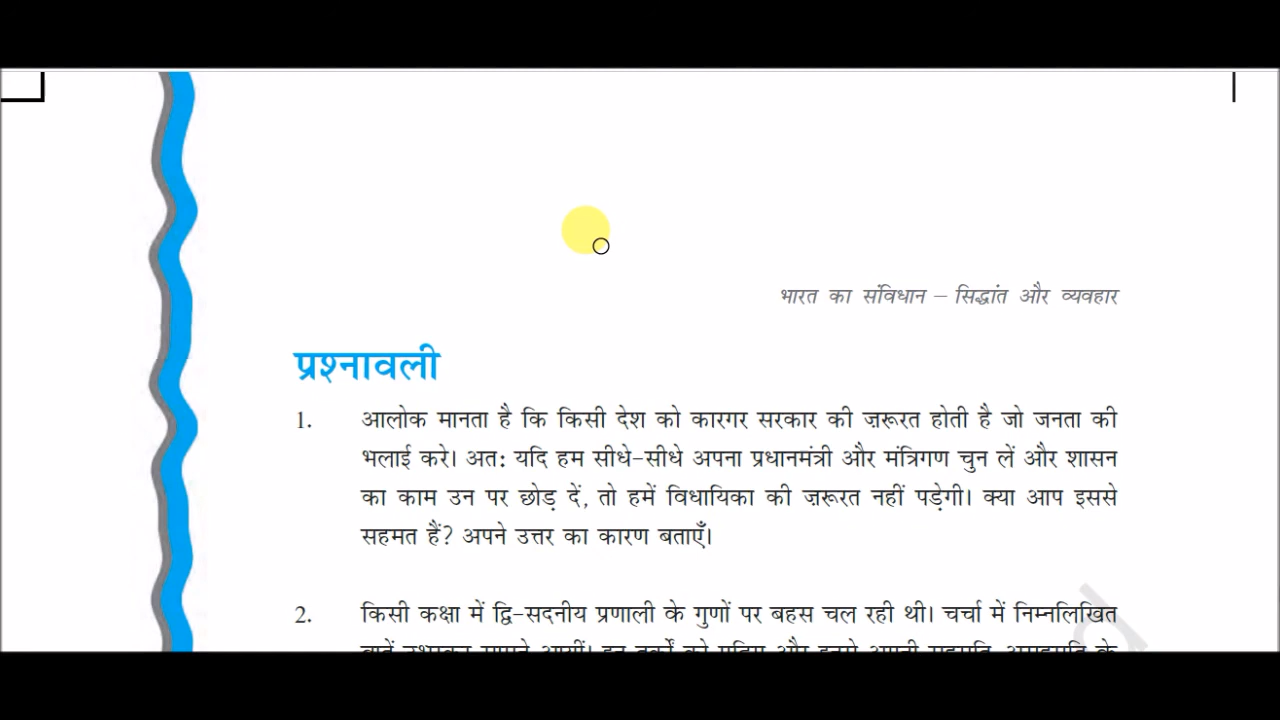 भारत का संविधान – सिद्धांत और व्यवहार
प्रश्नावली
1. आलोक मानता है कि किसी देश को कारगर सरकार की ज़रूरत होती है जो जनता की
भलाई करे। अत: यदि हम सीधे-सीधे अपना प्रधानमंत्री और मंत्रिगण चुन लें और शासन
का काम उन पर छोड़ दें, तो हमें विधायिका की ज़रूरत नहीं पड़ेगी। क्या आप इससे
सहमत हैं? अपने उत्तर का कारण बताएँ।
2. किसी कक्षा में द्वि-सदनीय प्रणाली के गुणों पर बहस चल रही थी। चर्चा में निम्नलिखित